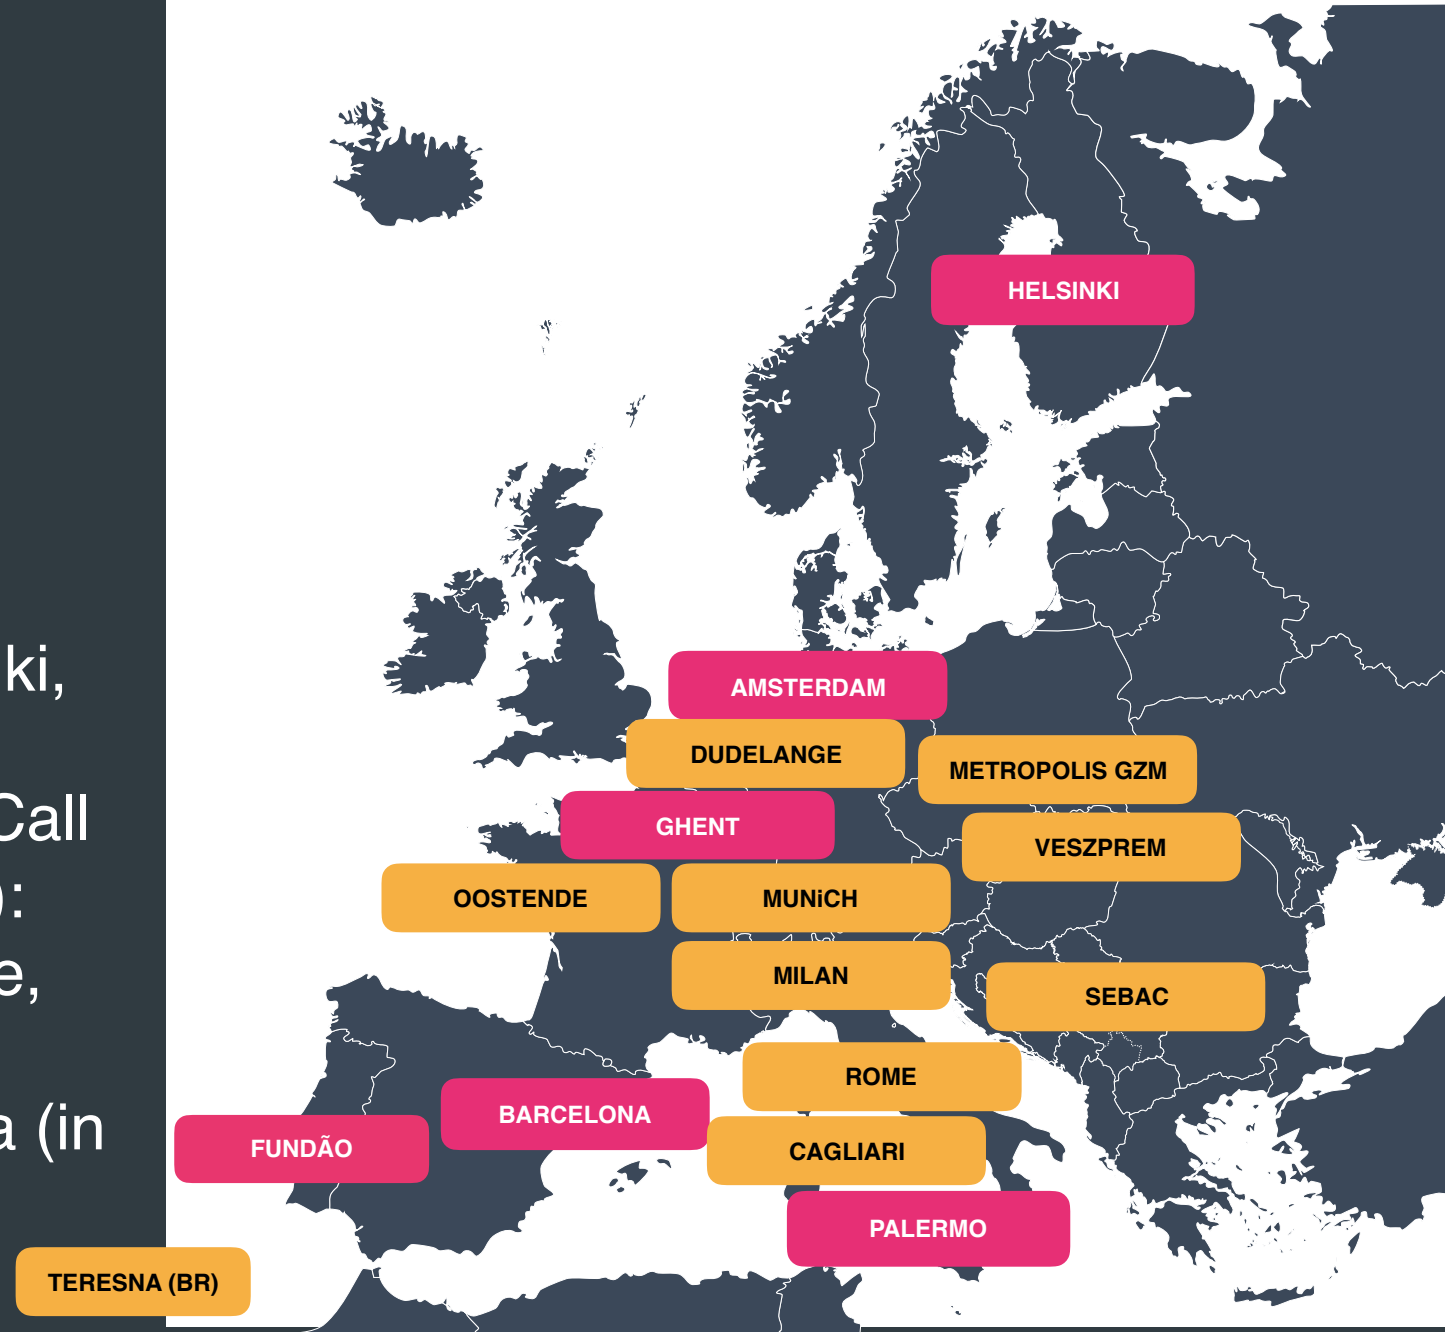 ki,
Call
):
e,
a (in
HELSINKI
AMSTERDAM
DUDELANGE
METROPOLIS GZM
GHENT
VESZPREM
OOSTENDE
MUNiCH
MILAN
SEBAC
ROME
BARCELONA
FUNDÃO
CAGLIARI
PALERMO
TERESNA (BR)